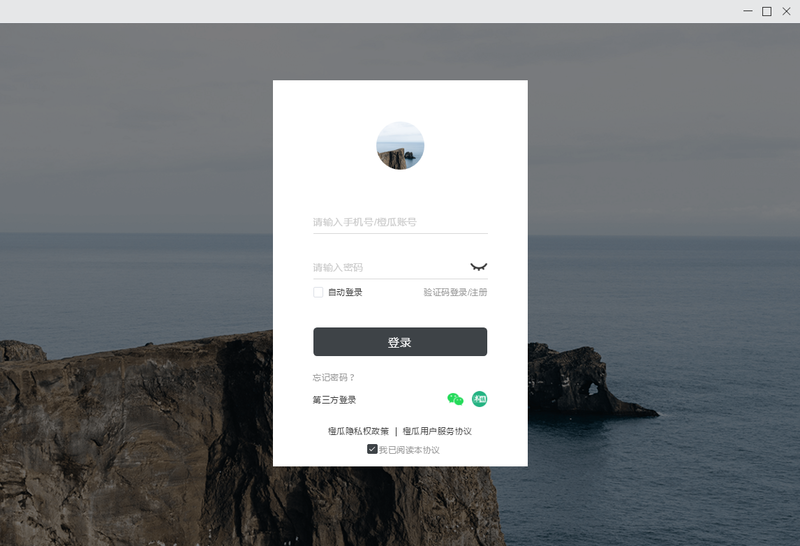 请输入手机号/橙瓜账号
请输入密码
自动登录 验证码登录/注册
登录
忘记密码？
第三方登录
橙瓜隐私权政策 | 橙瓜用户服务协议
我已阅读本协议